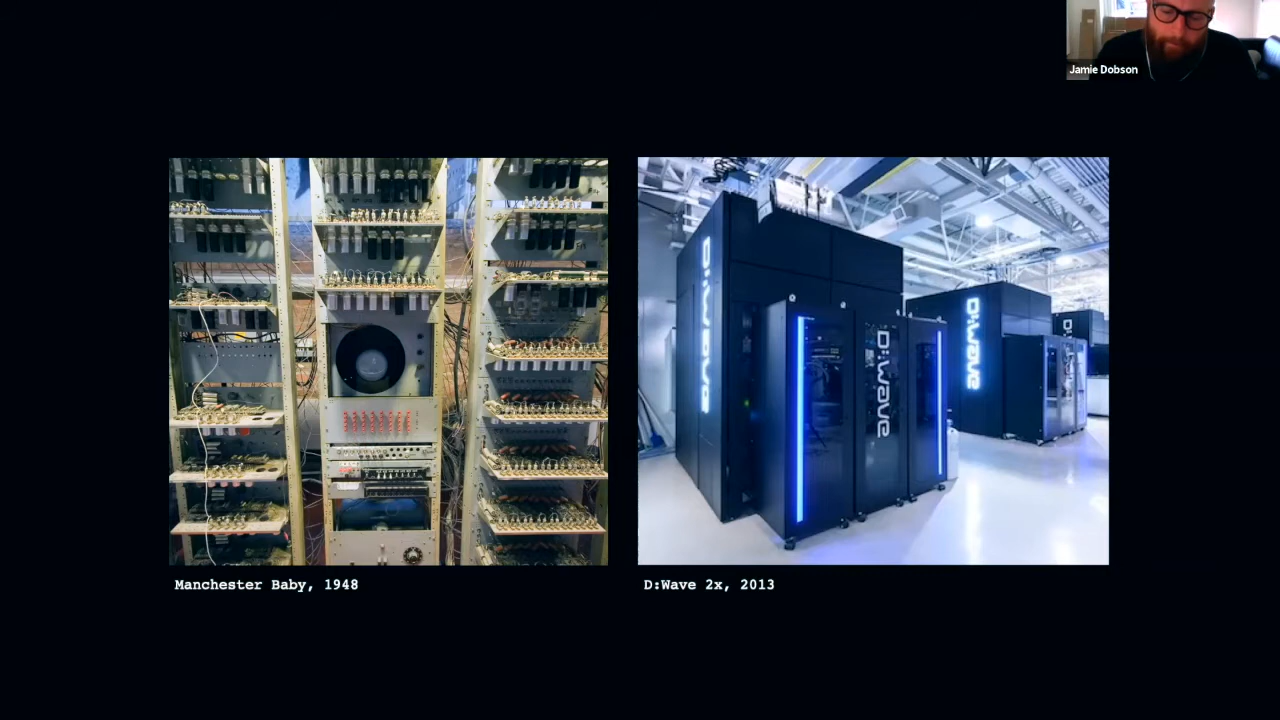 Jamie Dobson
D:wave
D:wave
D:wave
D:
Manchester Baby, 1948
D:Wave 2x, 2013